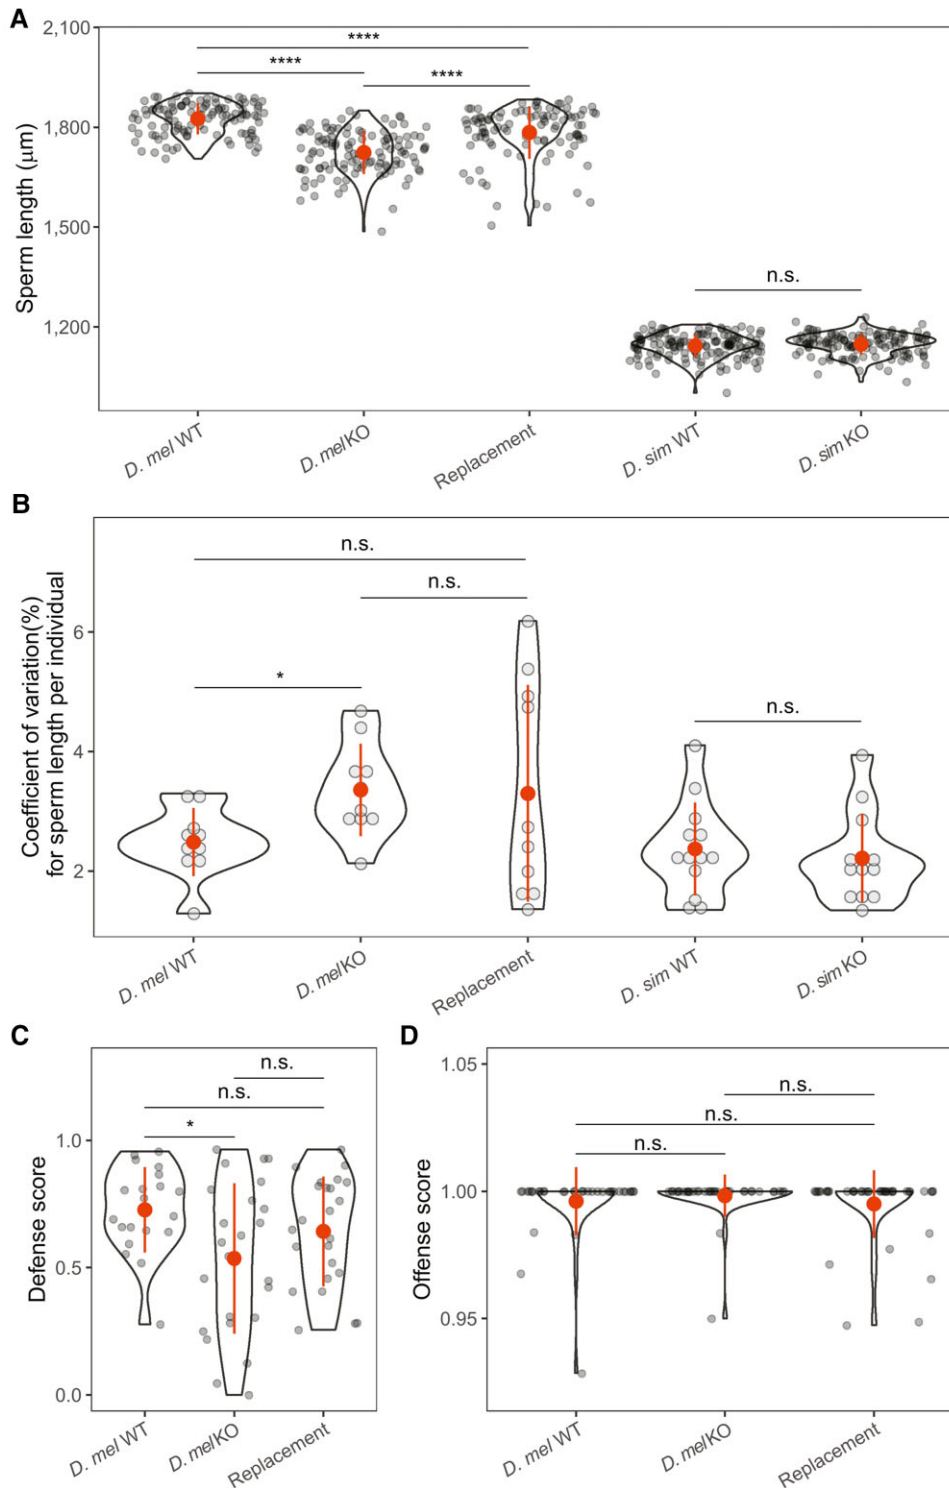 A
2,100
1,800
1,500
1,200
Sperm length (μm)
****
****
****
n.s.
D. mel WT
D. mel KO
Replacement
D. sim WT
D. sim KO
B
Coefficient of variation(%)
for sperm length per individual
6
4
2
n.s.
n.s.
*
n.s.
D. mel WT
D. mel KO
Replacement
D. sim WT
D. sim KO
C
Defense score
1.0
0.5
0.0
n.s.
n.s.
*
D. mel WT
D. mel KO
Replacement
D
Offense score
1.05
1.00
0.95
n.s.
n.s.
n.s.
D. mel WT
D. mel KO
Replacement